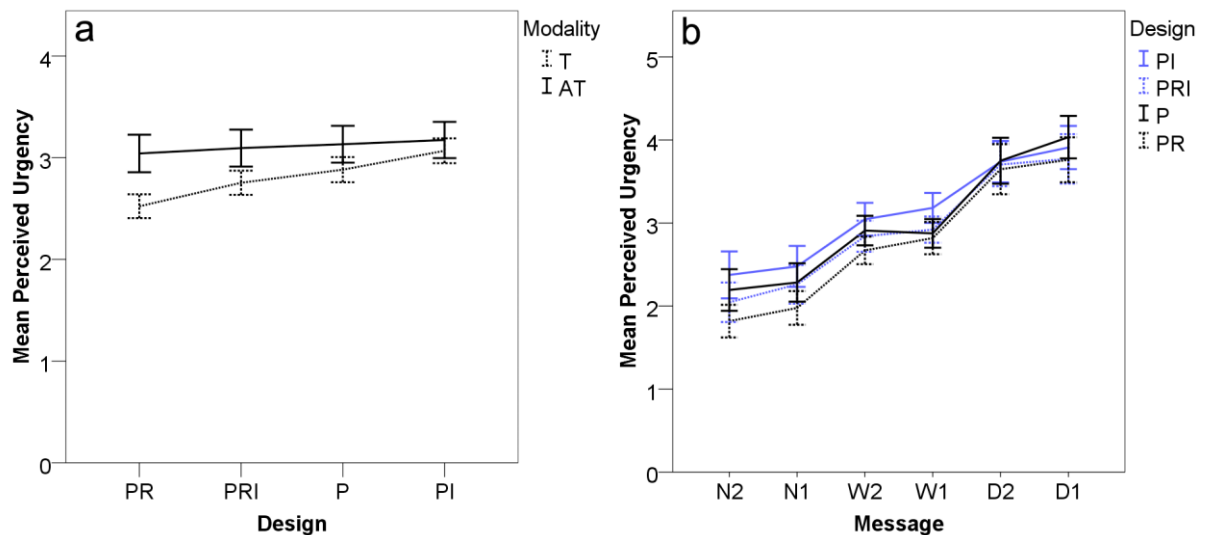 a
Modality
T
AT
Mean Perceived Urgency
4
3
2
1
0
PR PRI P PI
Design
b
Design
PI
PRI
P
PR
Mean Perceived Urgency
5
4
3
2
1
0
N2 N1 W2 W1 D2 D1
Message